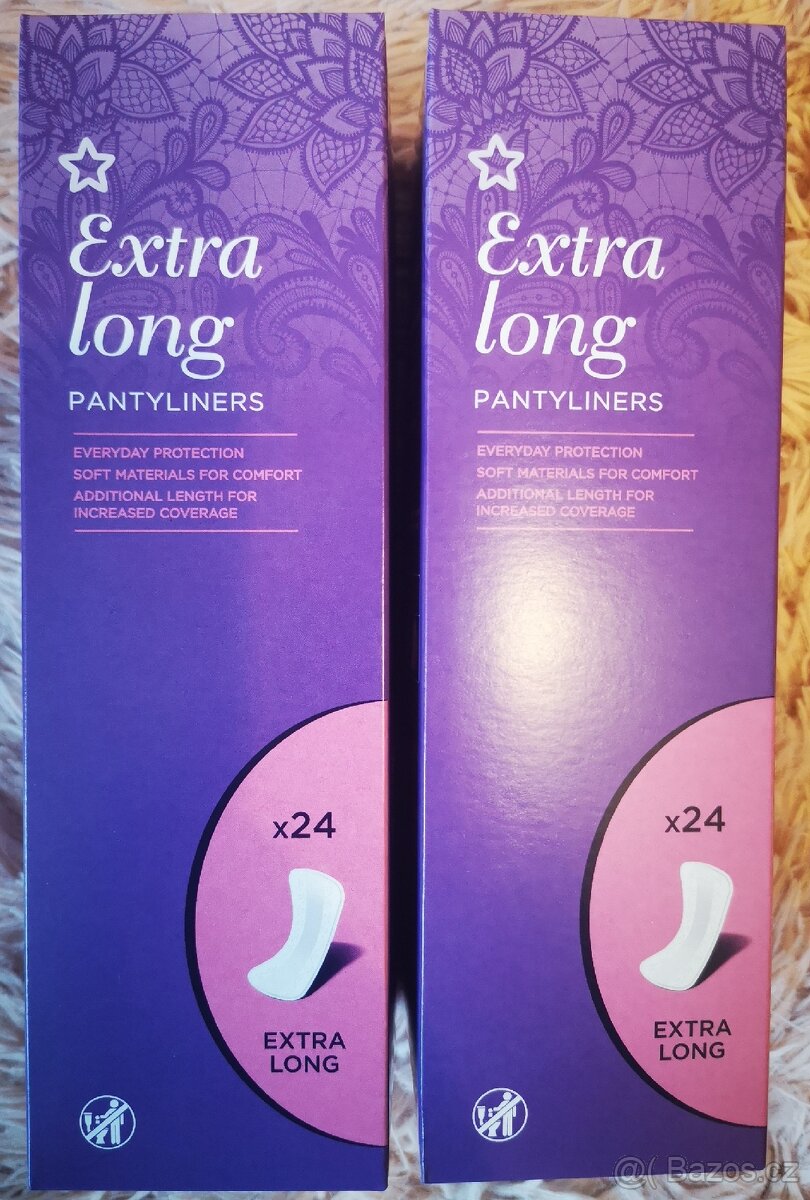 Extra
long
PANTYLINERS
EVERYDAY PROTECTION
SOFT MATERIALS FOR COMFORT
ADDITIONAL LENGTH FOR
INCREASED COVERAGE
x24
EXTRA
LONG
Extra
long
PANTYLINERS
EVERYDAY PROTECTION
SOFT MATERIALS FOR COMFORT
ADDITIONAL LENGTH FOR
INCREASED COVERAGE
x24
EXTRA
LONG
@( Bazos.cz